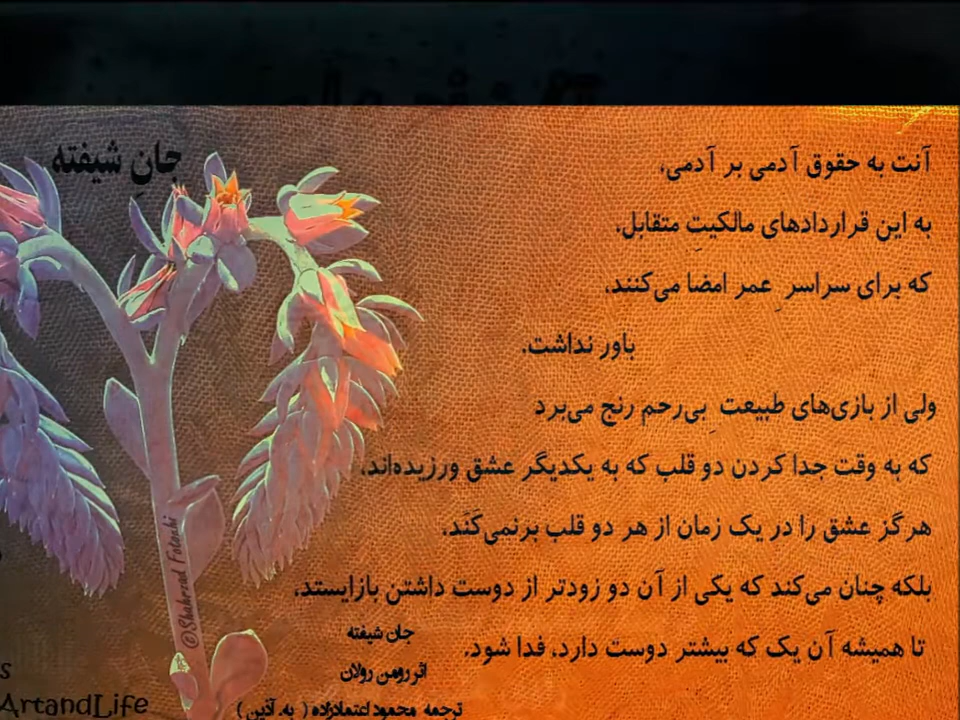 جانِ شیفته
آنت به حقوق آدمی بر آدمی،
به این قراردادهای مالکیتِ متقابل،
که برای سراسرِ عمر امضا می‌کنند،
باور نداشت.
ولی از بازی‌های طبیعتِ بی‌رحم رنج می‌برد
که به وقت جدا کردن دو قلب که به یکدیگر عشق ورزیده‌اند،
هرگز عشق را در یک زمان از هر دو قلب برنمی‌کَنَد.
بلکه چنان می‌کند که یکی از آن دو زودتر از دوست داشتن بازایستد،
تا همیشه آن یک که بیشتر دوست دارد، فدا شود.
جان شیفته
اثر رومن رولان
ترجمه محمود اعتمادزاده ( به. آذین )
©Shahrzad Fotochi
ArtandLife